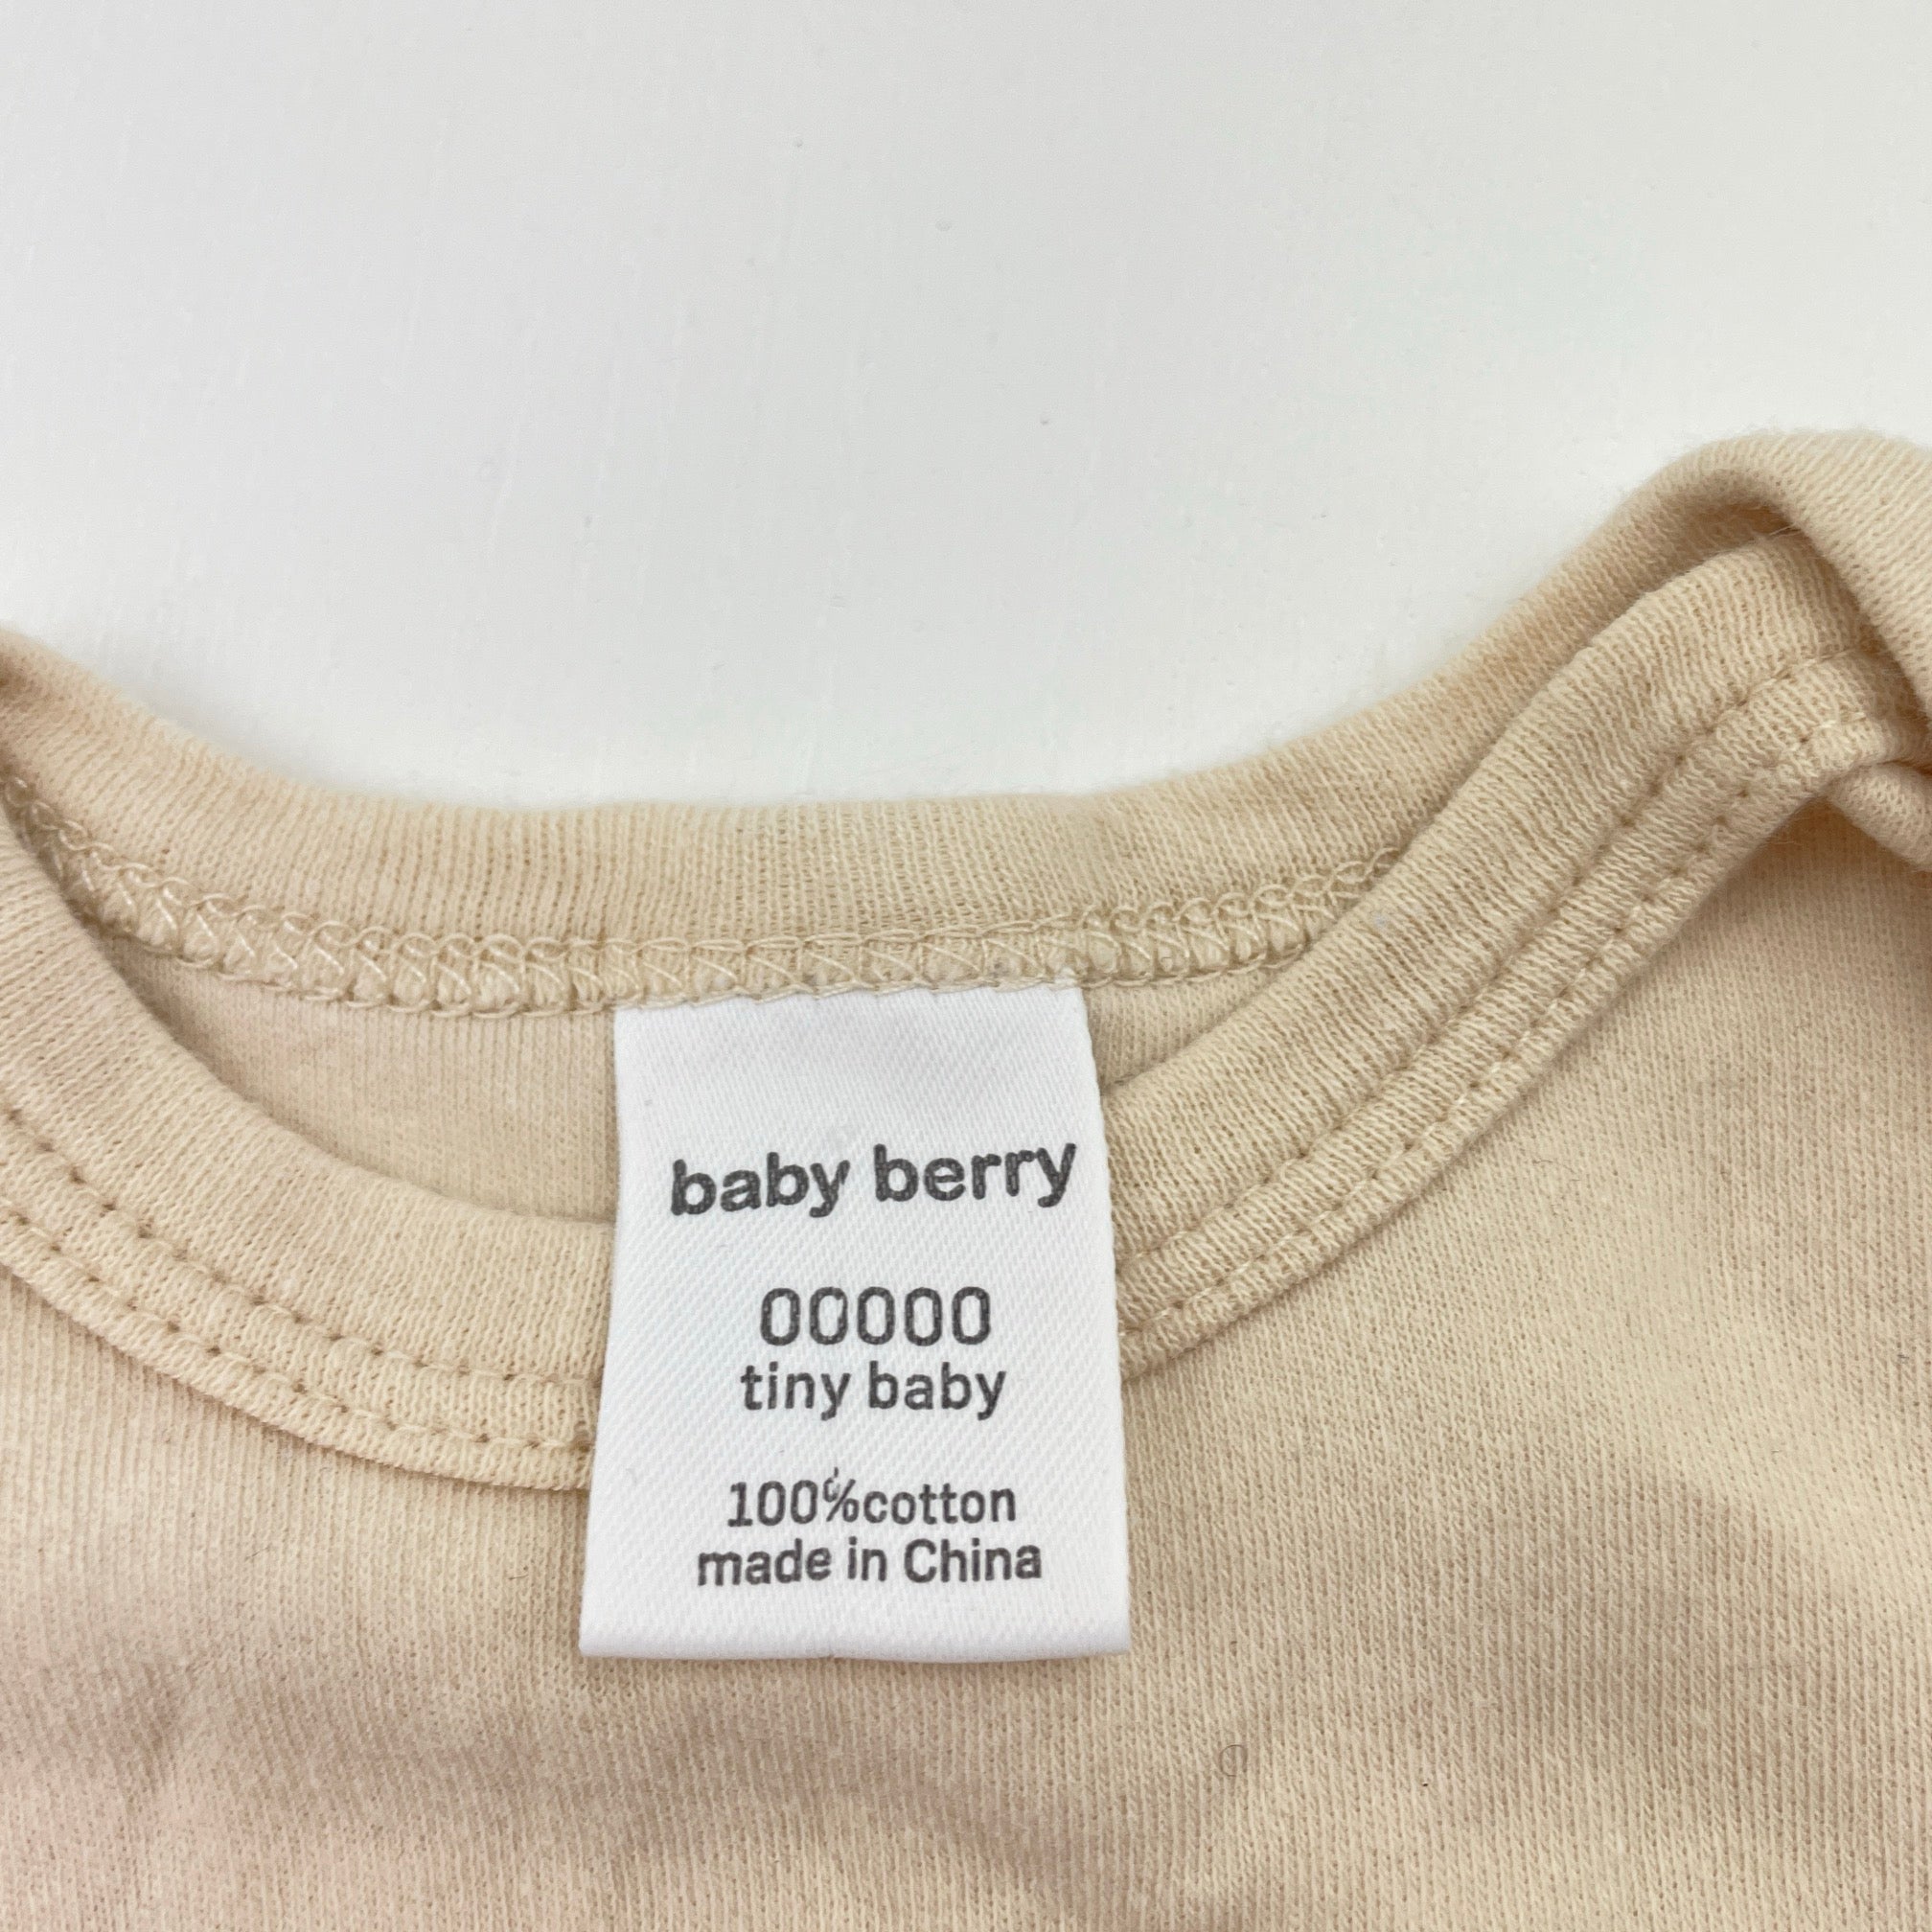 baby berry
00000
tiny baby
100%cotton
made in China